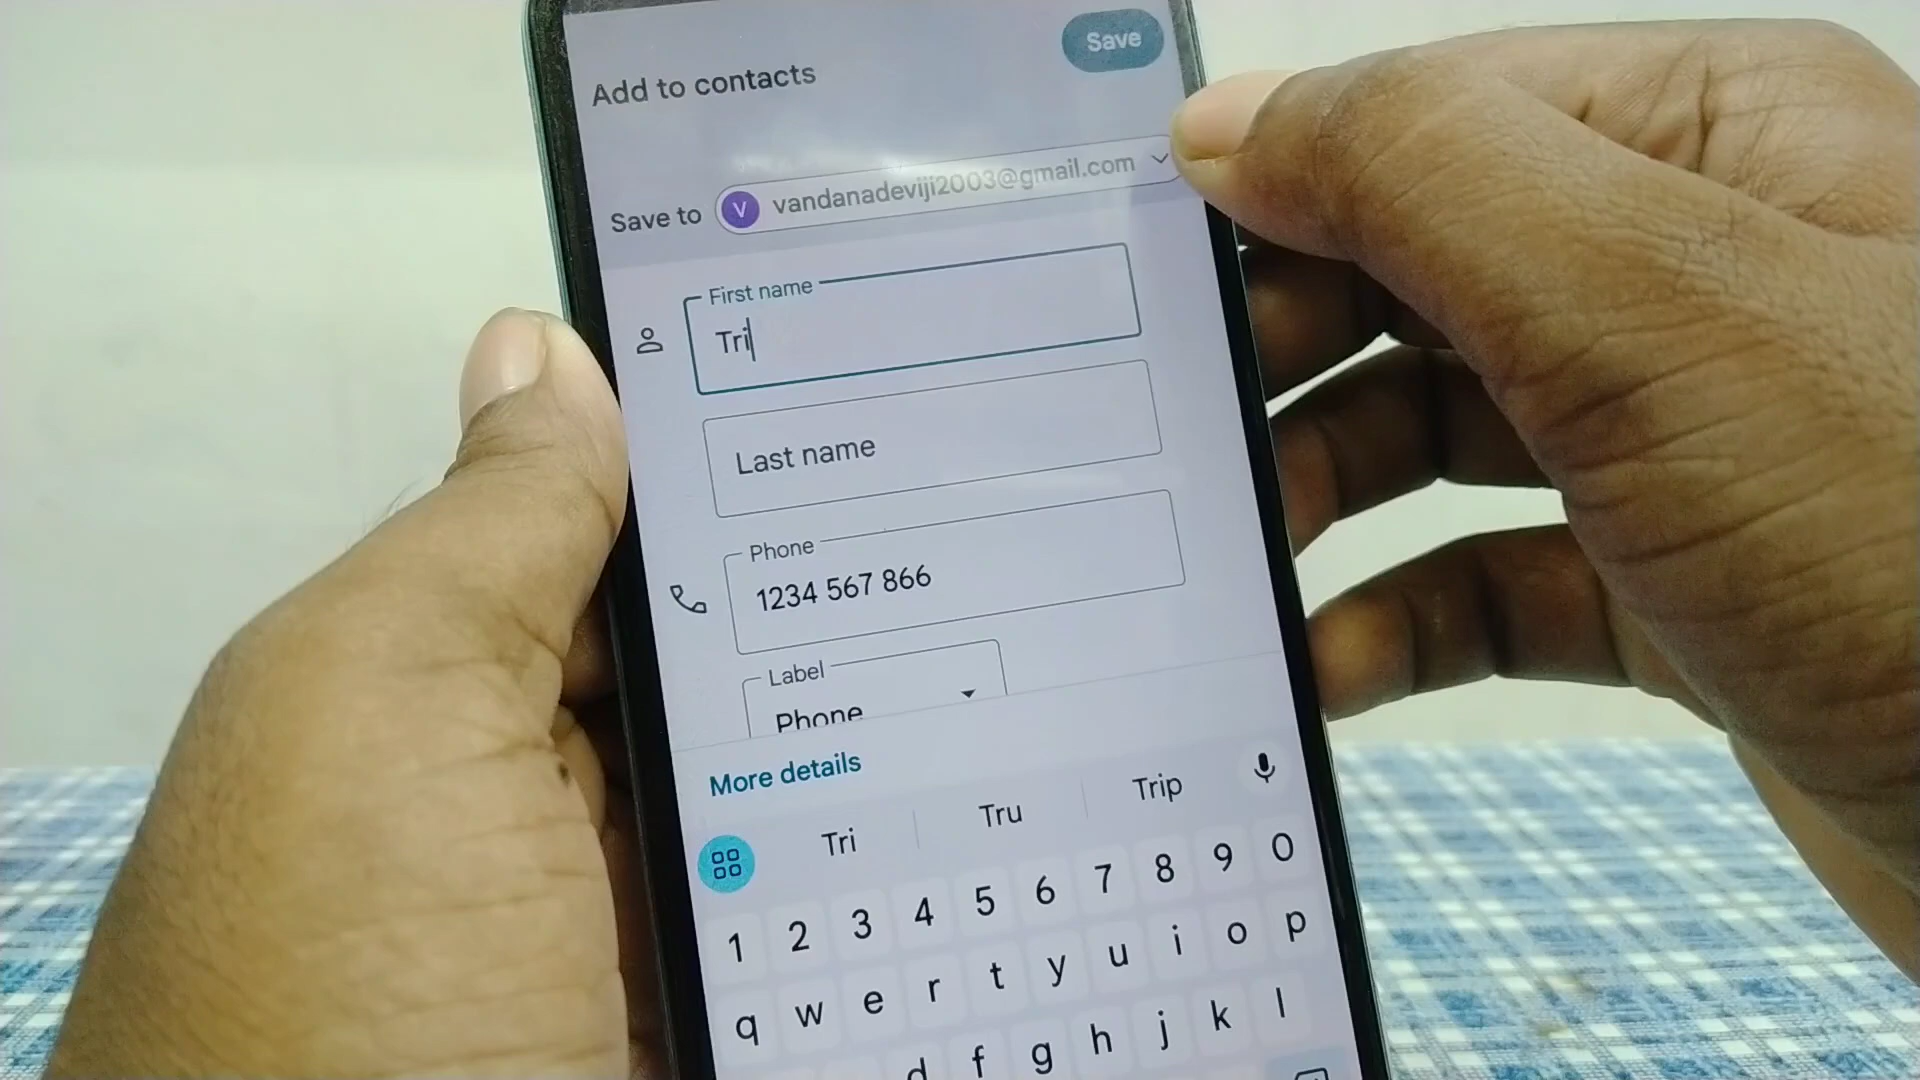 Save
Add to contacts
Save to V vandanadeviji2003@gmail.com
First name
Tri
Last name
Phone
1234 567 866
Label
Phone
More details
Tri Tru Trip
1 2 3 4 5 6 7 8 9 0
q w e r t y u i o p
d f g h j k l